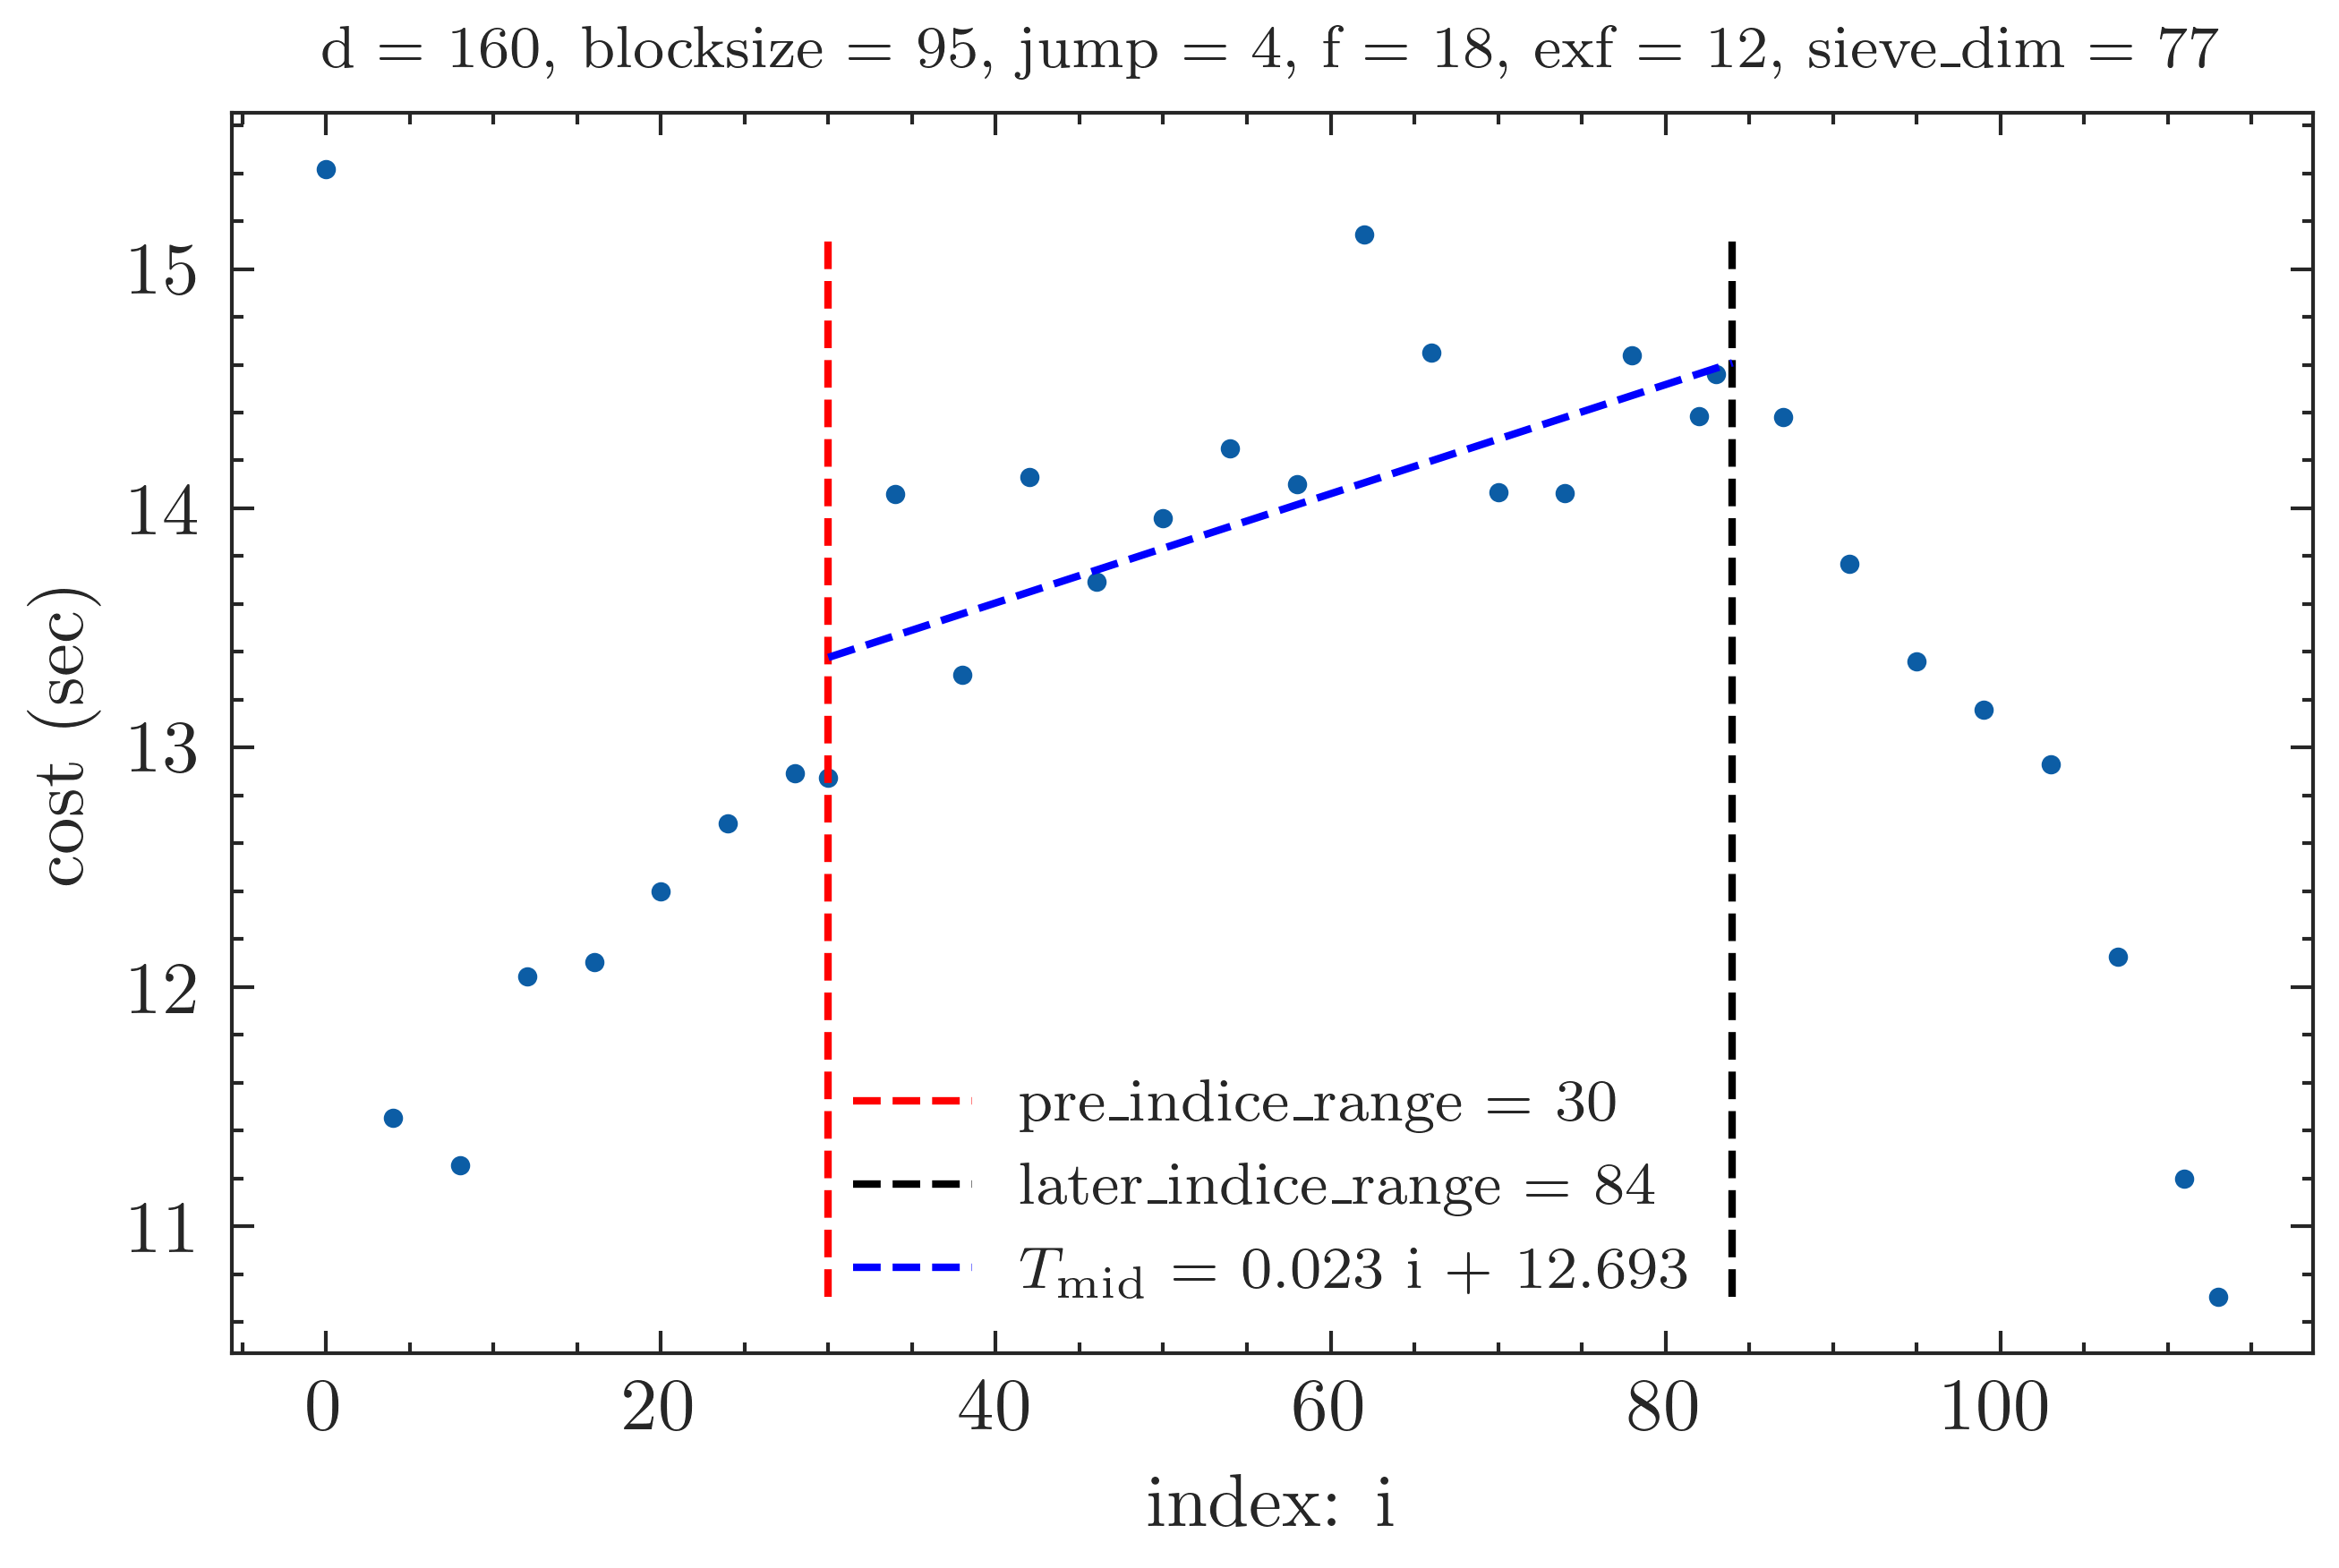 d = 160, blocksize = 95, jump = 4, f = 18, exf = 12, sieve_dim = 77
cost (sec)
15
14
13
12
11
pre_indice_range = 30
later_indice_range = 84
T_mid = 0.023 i + 12.693
0 20 40 60 80 100
index: i